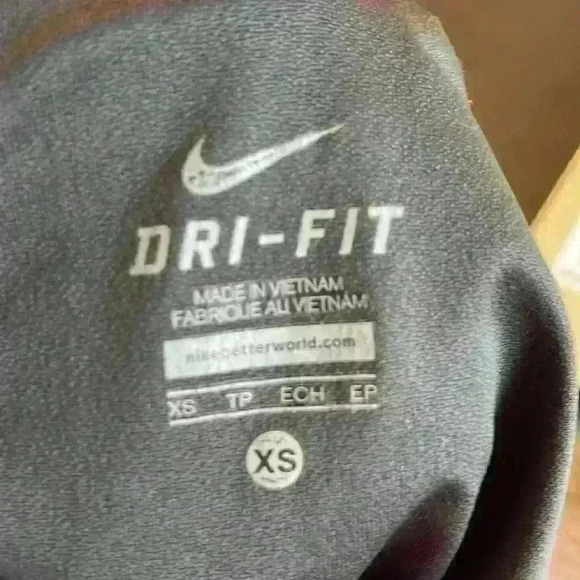 DRI-FIT
MADE IN VIETNAM
FABRIQUE AU VIETNAM
nikebetterworld.com
XS TP ECH EP
XS